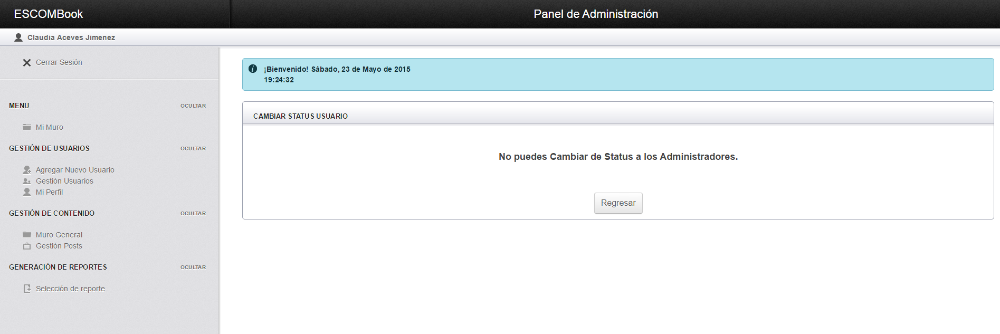 ESCOMBook
Panel de Administración
Claudia Aceves Jimenez
Cerrar Sesión
¡Bienvenido! Sábado, 23 de Mayo de 2015
19:24:32
MENU
OCULTAR
Mi Muro
GESTIÓN DE USUARIOS
OCULTAR
Agregar Nuevo Usuario
Gestión Usuarios
Mi Perfil
GESTIÓN DE CONTENIDO
OCULTAR
Muro General
Gestión Posts
GENERACIÓN DE REPORTES
OCULTAR
Selección de reporte
CAMBIAR STATUS USUARIO
No puedes Cambiar de Status a los Administradores.
Regresar